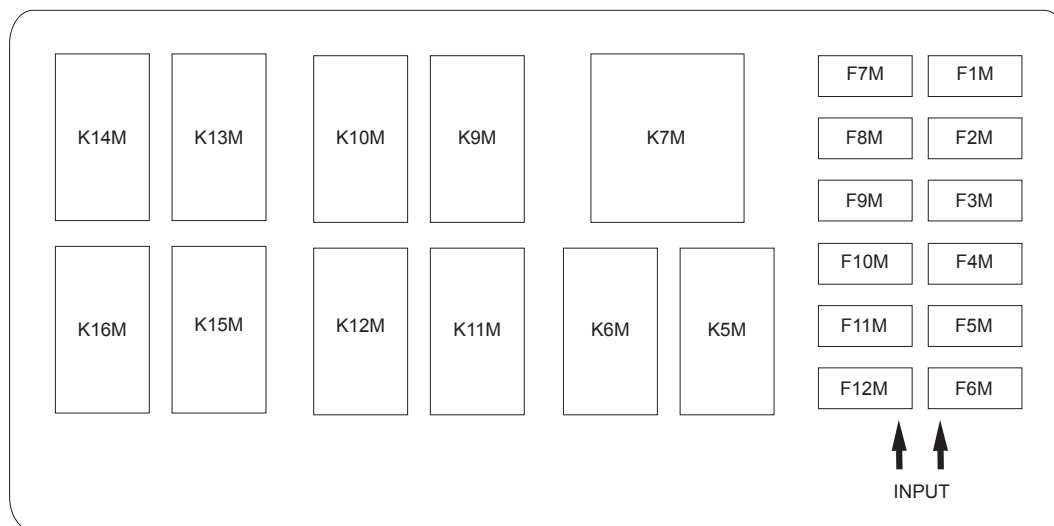 F7M F1M
K14M K13M K10M K9M K7M
F8M F2M
F9M F3M
F10M F4M
K16M K15M K12M K11M K6M K5M
F11M F5M
F12M F6M
INPUT